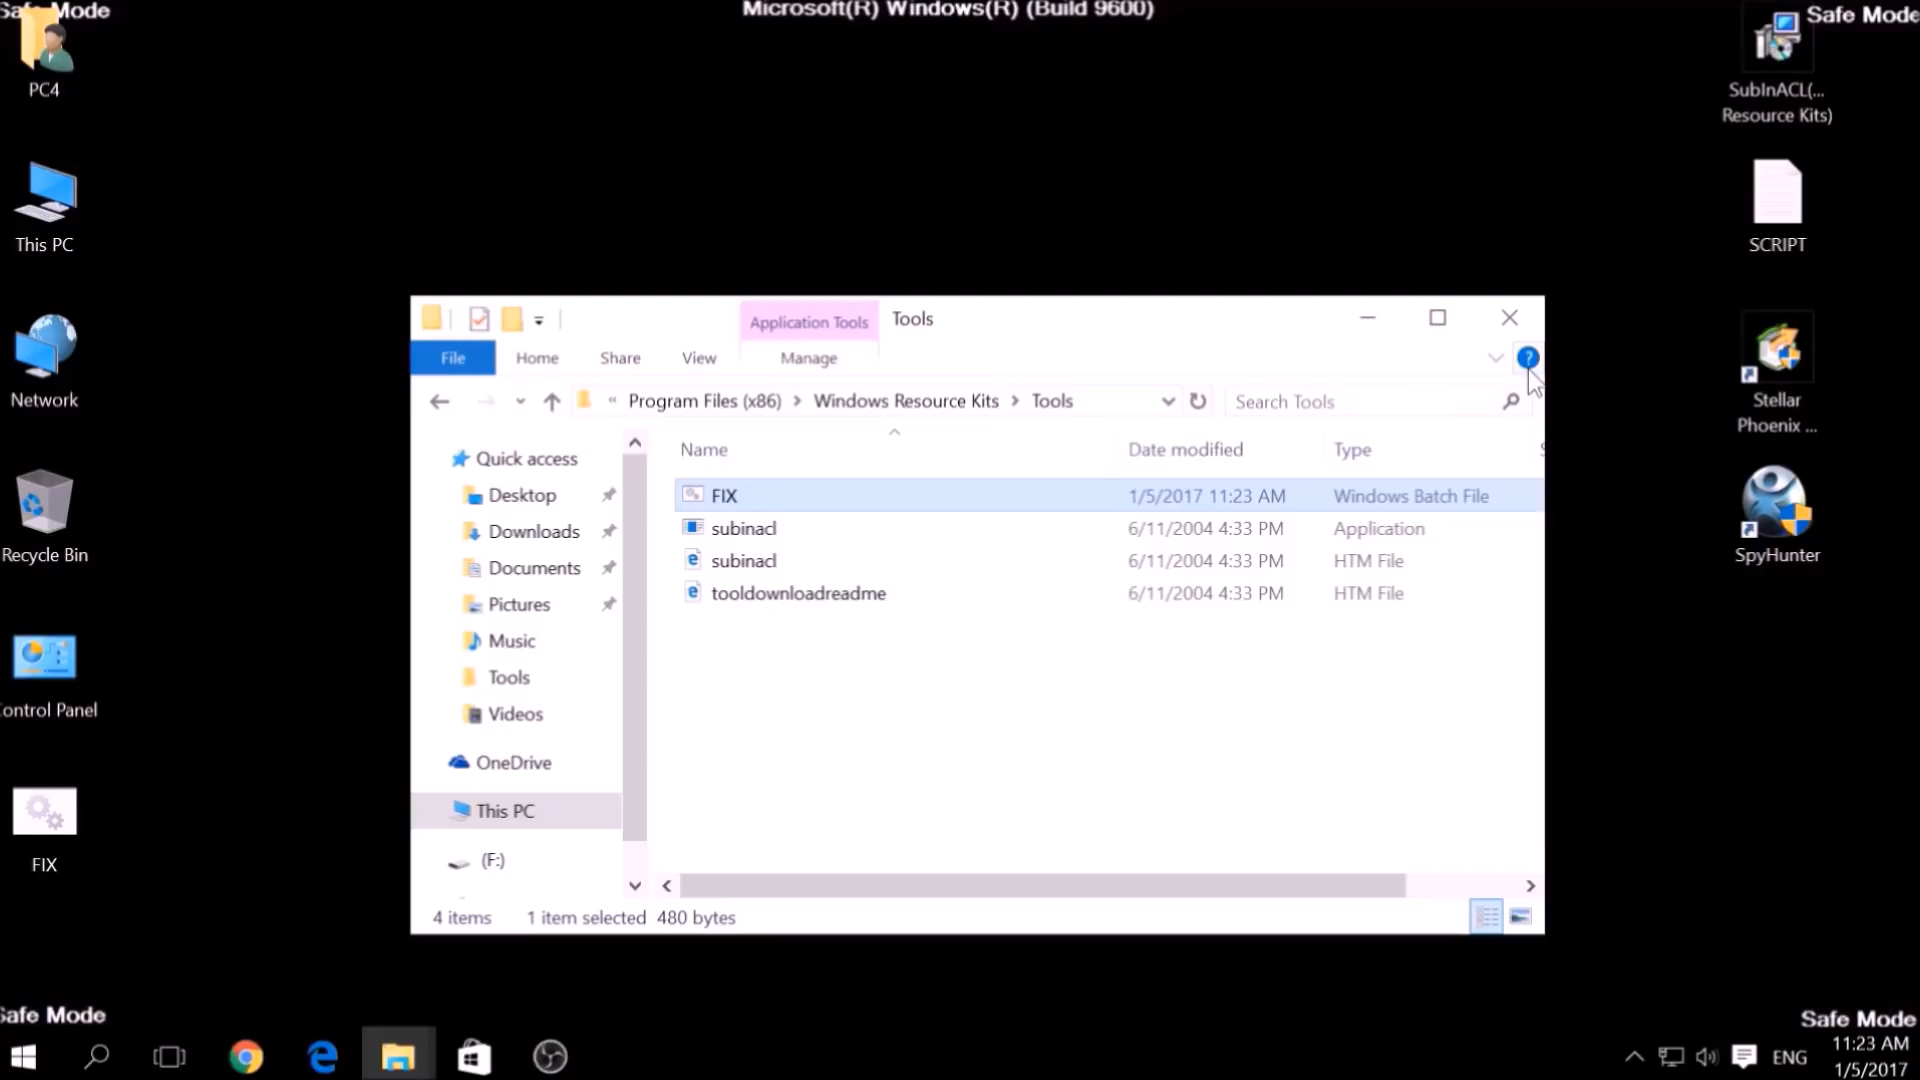 Safe Mode
Microsoft(R) Windows(R) (Build 9600)
Safe Mode
PC4
This PC
Network
Recycle Bin
ontrol Panel
FIX
SubInACL(...
Resource Kits)
SCRIPT
Stellar
Phoenix ...
SpyHunter
Application Tools
Tools
File
Home
Share
View
Manage
?
« Program Files (x86) > Windows Resource Kits > Tools
Search Tools
Quick access
Desktop
Downloads
Documents
Pictures
Music
Tools
Videos
OneDrive
This PC
(F:)
Name Date modified Type
FIX 1/5/2017 11:23 AM Windows Batch File
subinacl 6/11/2004 4:33 PM Application
subinacl 6/11/2004 4:33 PM HTM File
tooldownloadreadme 6/11/2004 4:33 PM HTM File
4 items 1 item selected 480 bytes
Safe Mode
Safe Mode
ENG
11:23 AM
1/5/2017